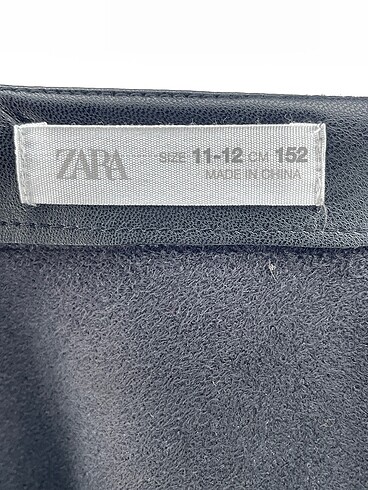 ZARA SIZE 11-12 CM 152
MADE IN CHINA